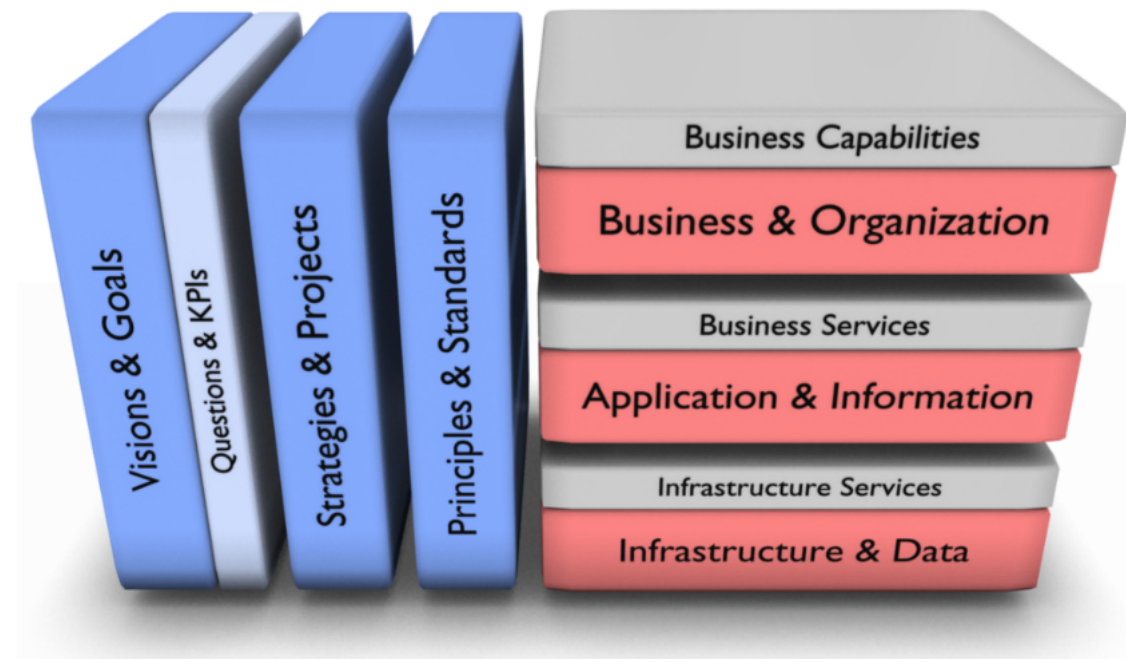 Visions & Goals
Questions & KPIs
Strategies & Projects
Principles & Standards
Business Capabilities
Business & Organization
Business Services
Application & Information
Infrastructure Services
Infrastructure & Data